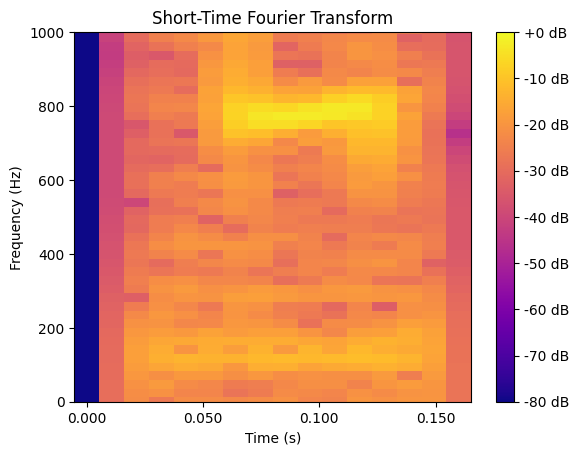 Short-Time Fourier Transform
Frequency (Hz)
1000
800
600
400
200
0
0.000
0.050
0.100
0.150
Time (s)
+0 dB
-10 dB
-20 dB
-30 dB
-40 dB
-50 dB
-60 dB
-70 dB
-80 dB